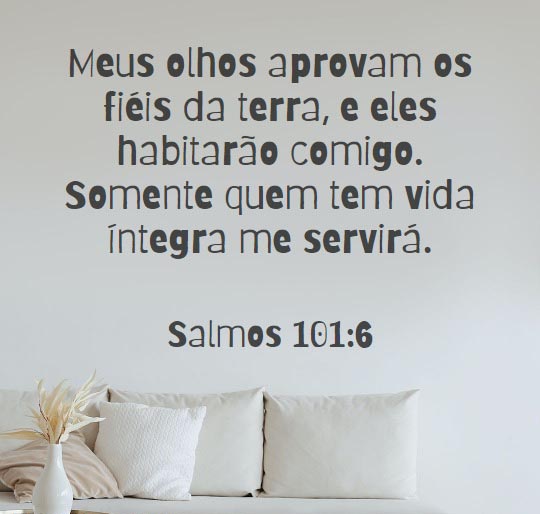 Meus olhos aprovam os
fiéis da terra, e eles
habitarão comigo.
Somente quem tem vida
íntegra me servirá.
Salmos 101:6